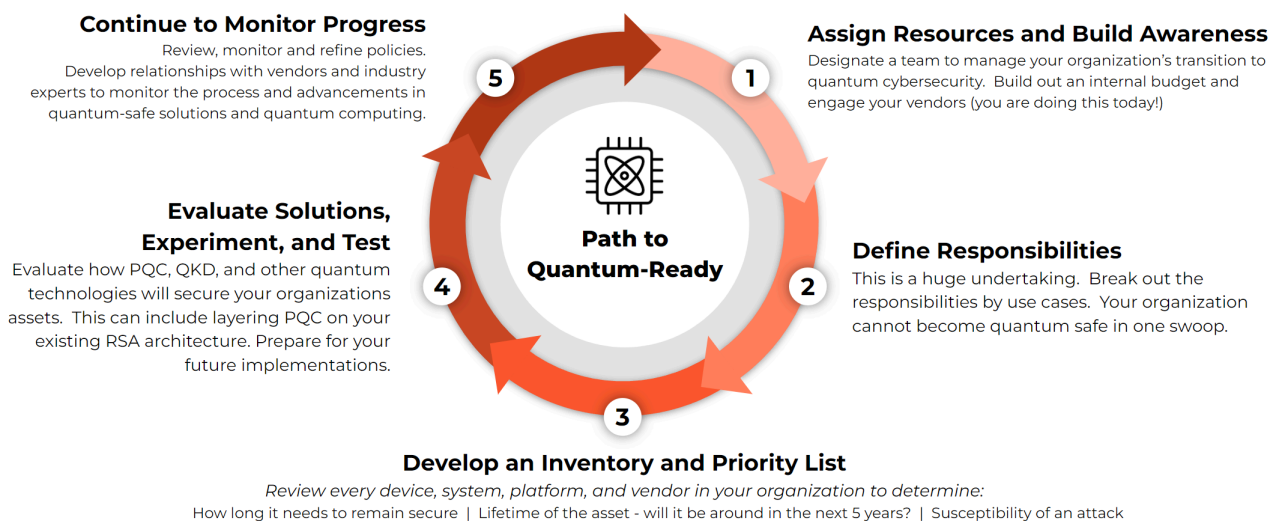 Continue to Monitor Progress
Review, monitor and refine policies.
Develop relationships with vendors and industry
experts to monitor the process and advancements in
quantum-safe solutions and quantum computing.
5
1
Assign Resources and Build Awareness
Designate a team to manage your organization's transition to
quantum cybersecurity.  Build out an internal budget and
engage your vendors (you are doing this today!)
Path to
Quantum-Ready
Evaluate Solutions,
Experiment, and Test
Evaluate how PQC, QKD, and other quantum
technologies will secure your organizations
assets.  This can include layering PQC on your
existing RSA architecture. Prepare for your
future implementations.
4
2
Define Responsibilities
This is a huge undertaking.  Break out the
responsibilities by use cases.  Your organization
cannot become quantum safe in one swoop.
3
Develop an Inventory and Priority List
Review every device, system, platform, and vendor in your organization to determine:
How long it needs to remain secure | Lifetime of the asset - will it be around in the next 5 years? | Susceptibility of an attack